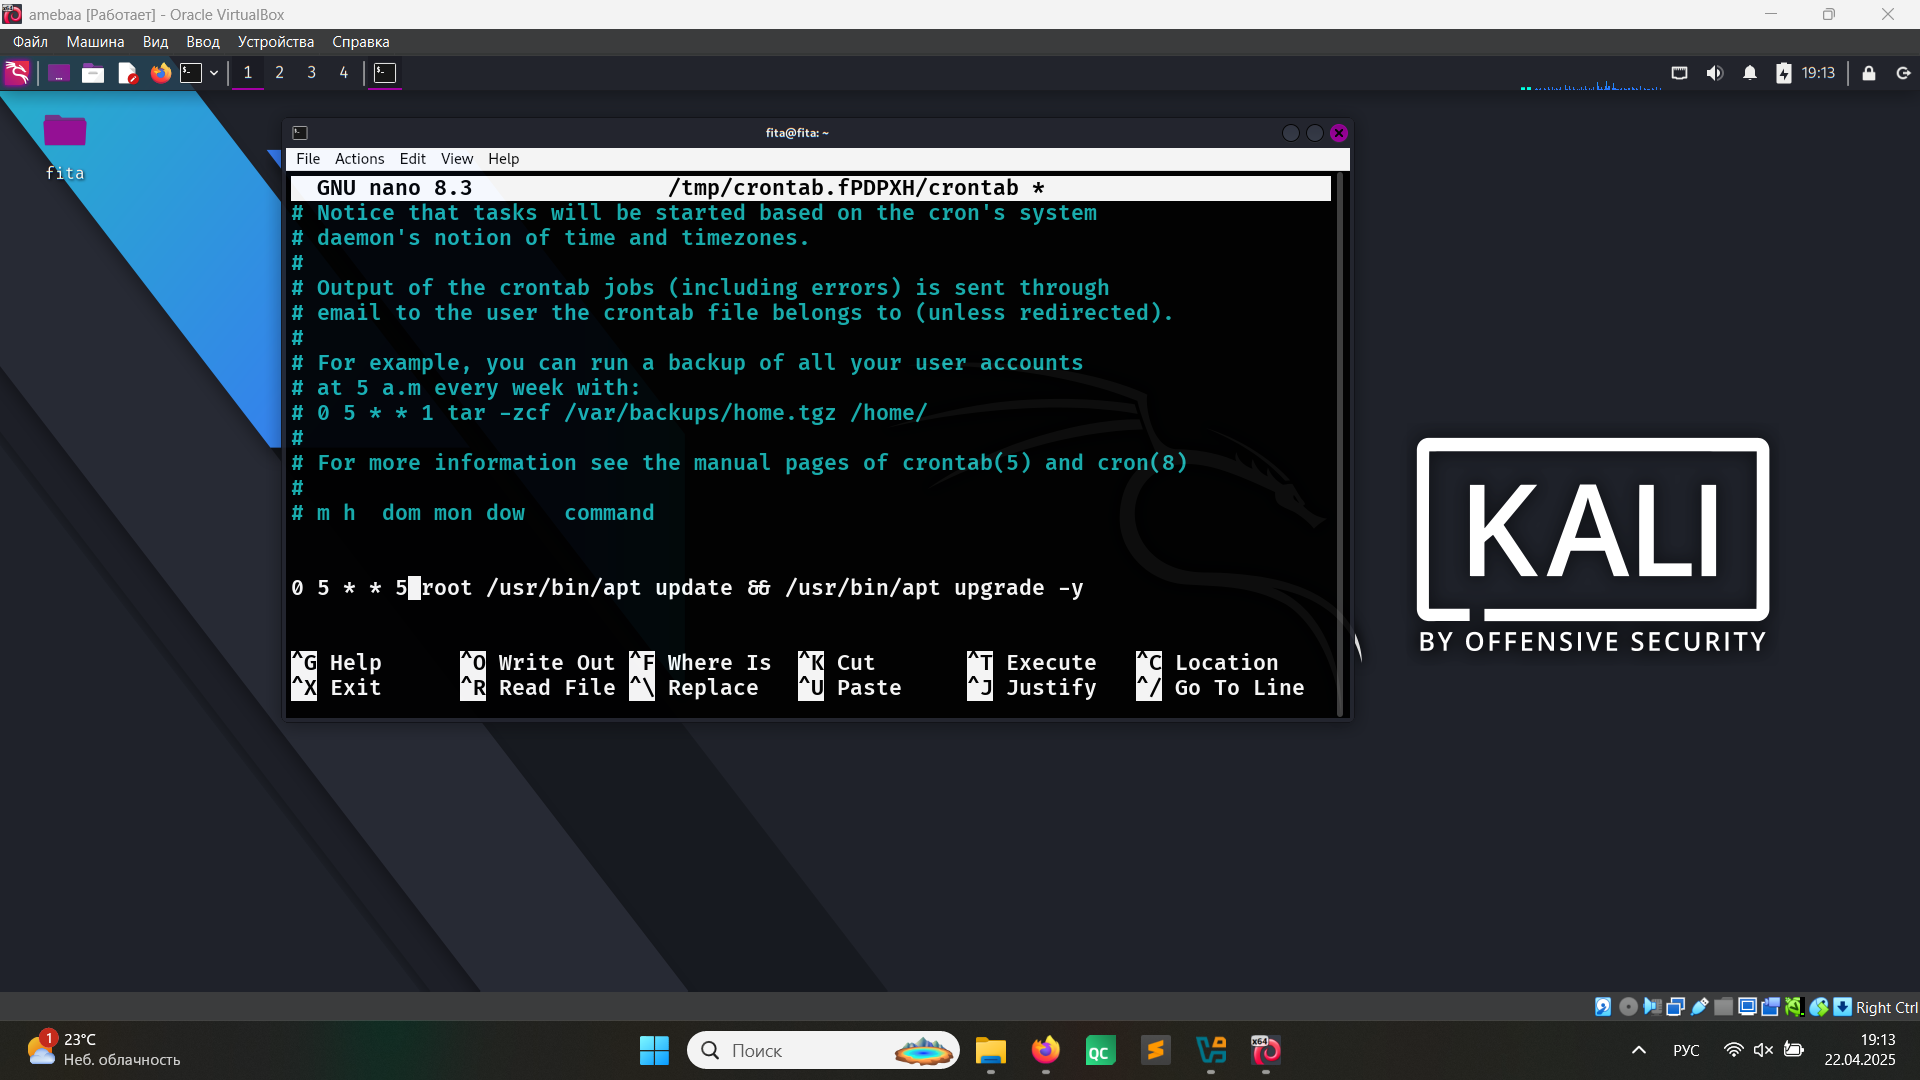 amebaa [Работает] - Oracle VirtualBox
Файл Машина Вид Ввод Устройства Справка
1 2 3 4 19:13
fita
fita@fita: ~
File Actions Edit View Help
GNU nano 8.3 /tmp/crontab.fPDPXH/crontab *
# Notice that tasks will be started based on the cron's system
# daemon's notion of time and timezones.
#
# Output of the crontab jobs (including errors) is sent through
# email to the user the crontab file belongs to (unless redirected).
#
# For example, you can run a backup of all your user accounts
# at 5 a.m every week with:
# 0 5 * * 1 tar -zcf /var/backups/home.tgz /home/
#
# For more information see the manual pages of crontab(5) and cron(8)
#
# m h  dom mon dow   command
0 5 * * 5 root /usr/bin/apt update && /usr/bin/apt upgrade -y
^G Help ^O Write Out ^F Where Is ^K Cut ^T Execute ^C Location
^X Exit ^R Read File ^\ Replace ^U Paste ^J Justify ^/ Go To Line
KALI
BY OFFENSIVE SECURITY
Right Ctrl
1
23°C
Неб. облачность
Поиск
QC
x64
РУС
19:13
22.04.2025